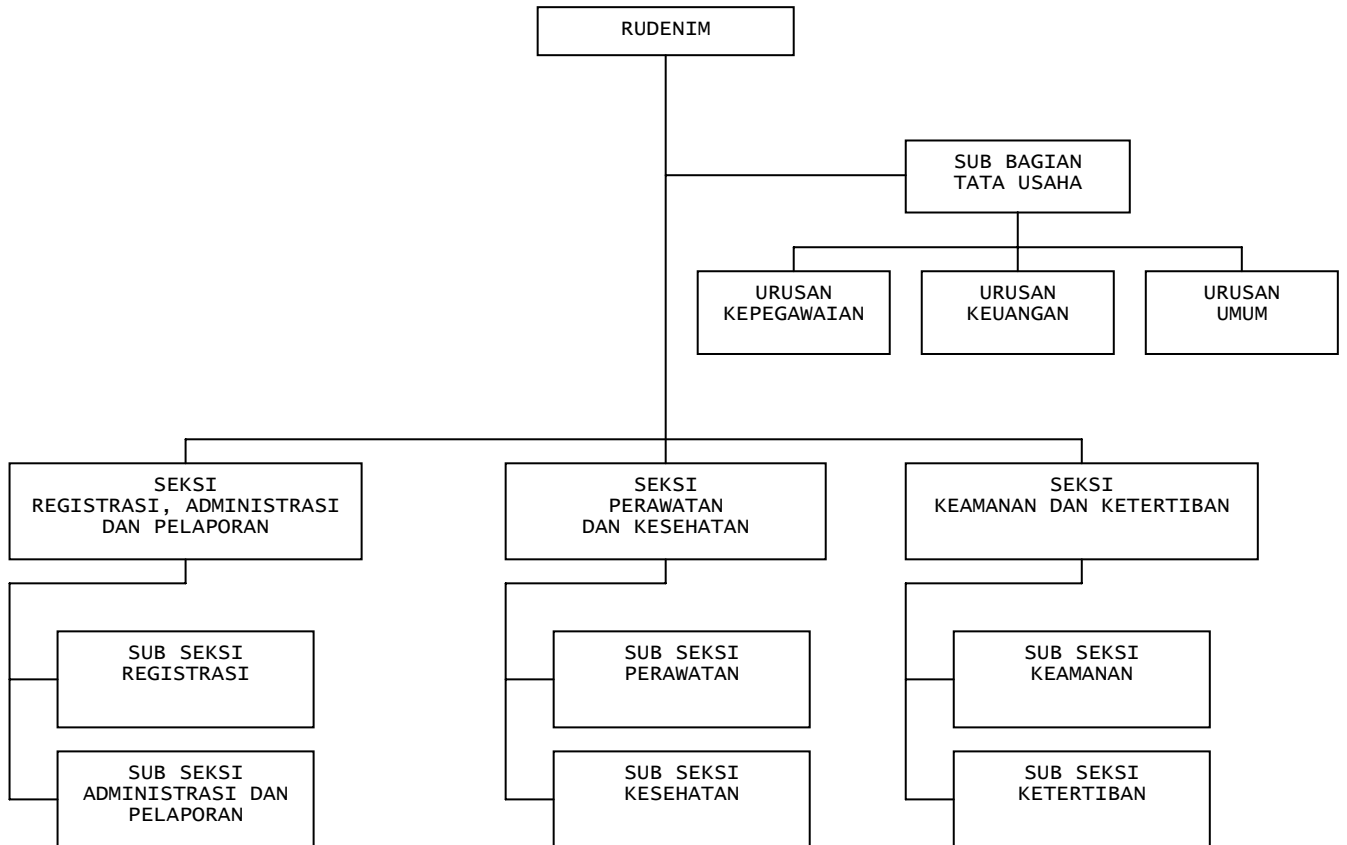 RUDENIM
SUB BAGIAN
TATA USAHA
URUSAN
KEPEGAWAIAN
URUSAN
KEUANGAN
URUSAN
UMUM
SEKSI
REGISTRASI, ADMINISTRASI
DAN PELAPORAN
SEKSI
PERAWATAN
DAN KESEHATAN
SEKSI
KEAMANAN DAN KETERTIBAN
SUB SEKSI
REGISTRASI
SUB SEKSI
PERAWATAN
SUB SEKSI
KEAMANAN
SUB SEKSI
ADMINISTRASI DAN
PELAPORAN
SUB SEKSI
KESEHATAN
SUB SEKSI
KETERTIBAN